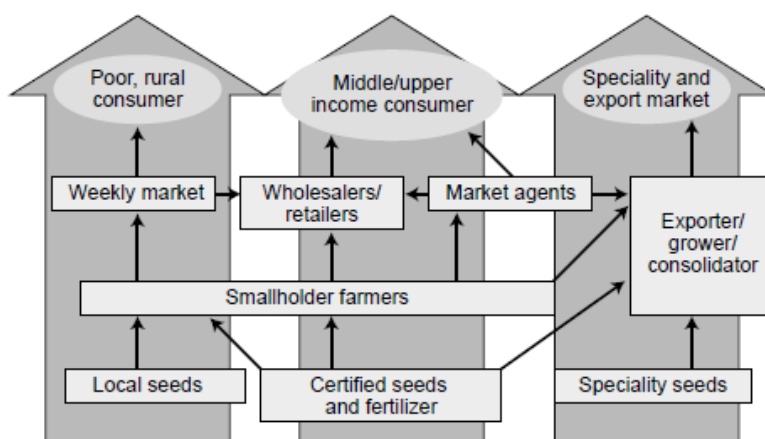 Poor, rural
consumer
Middle/upper
income consumer
Speciality and
export market
Weekly market
Wholesalers/
retailers
Market agents
Exporter/
grower/
consolidator
Smallholder farmers
Local seeds
Certified seeds
and fertilizer
Speciality seeds